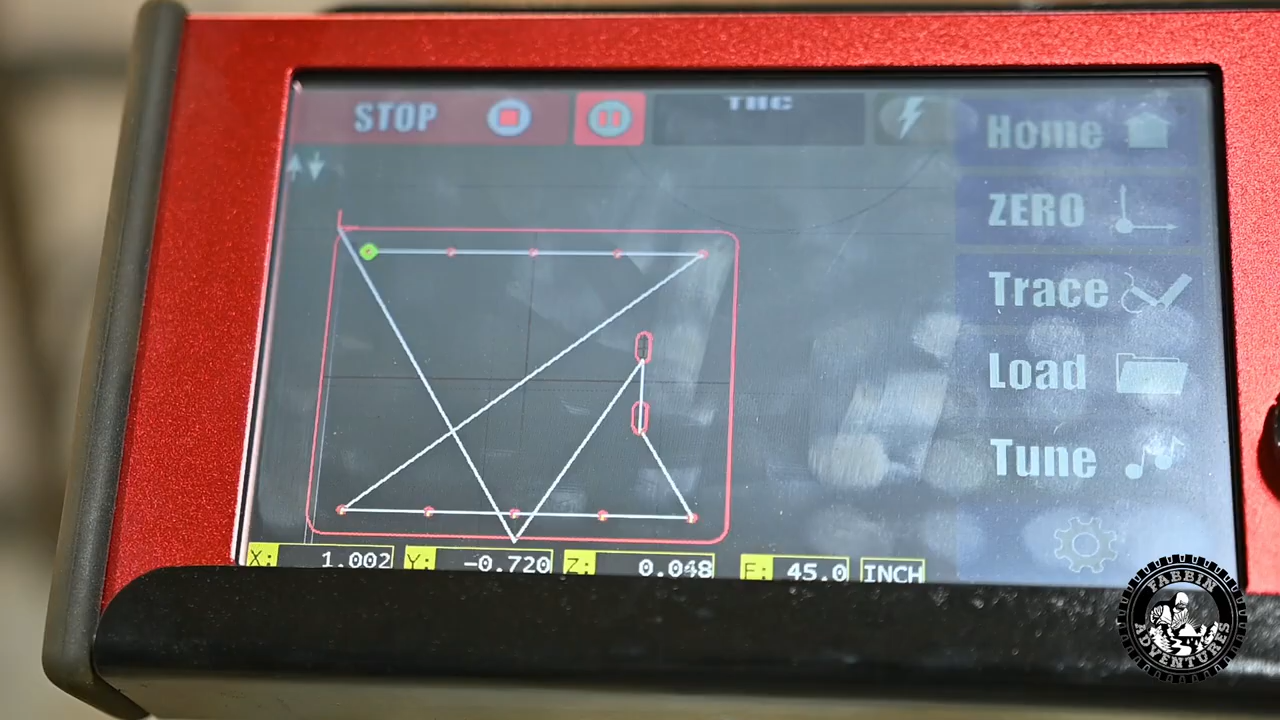 STOP
THC
Home
ZERO
Trace
Load
Tune
X: 1.002 Y: -0.720 Z: 0.048 F: 45.0 INCH
FABBIN
ADVENTURES